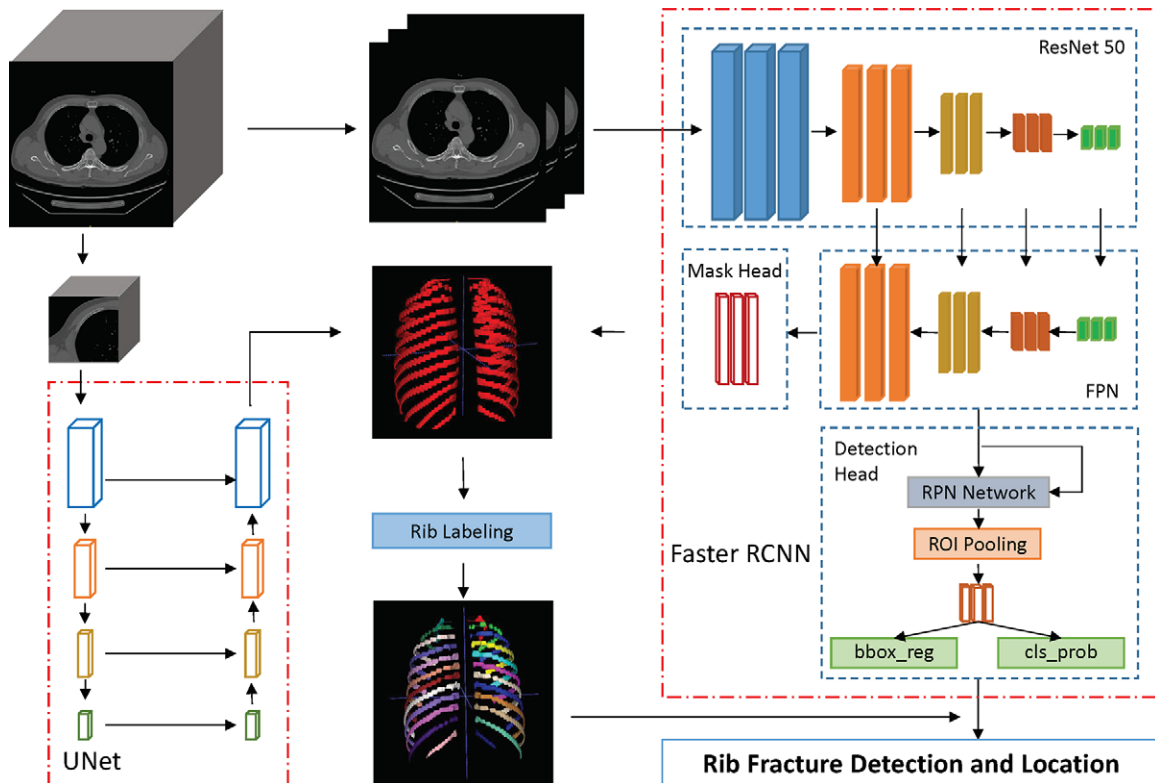 ResNet 50
Mask Head
FPN
Detection
Head
RPN Network
Rib Labeling
ROI Pooling
Faster RCNN
bbox_reg
cls_prob
UNet
Rib Fracture Detection and Location